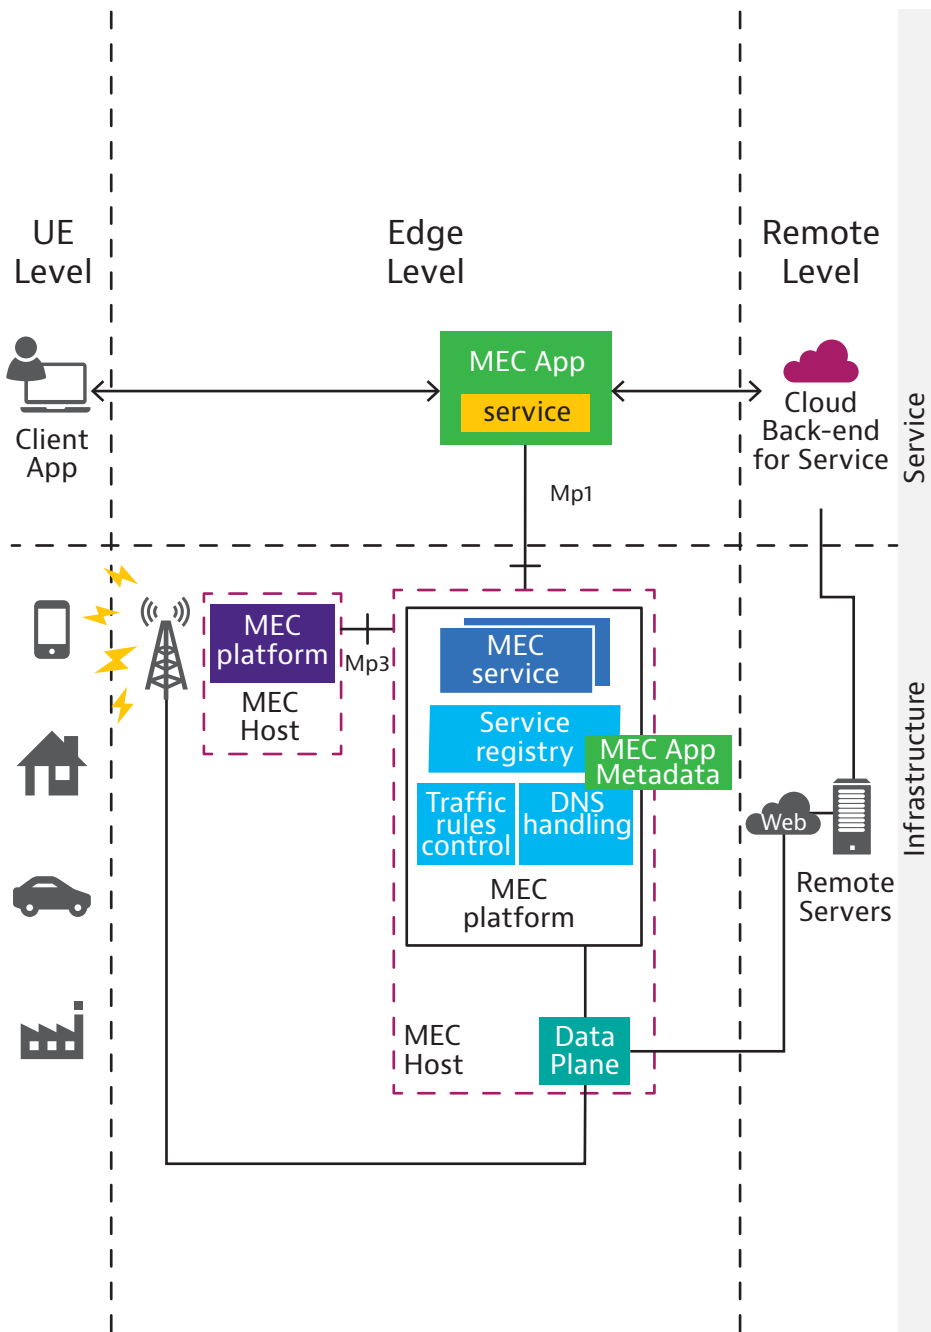 UE
Level
Edge
Level
Remote
Level
MEC App
service
Client
App
Cloud
Back-end
for Service
Service
Mp1
MEC
platform
MEC
Host
Mp3
MEC
service
Service
registry
MEC App
Metadata
Traffic
rules
control
DNS
handling
MEC
platform
Web
Remote
Servers
Infrastructure
MEC
Host
Data
Plane